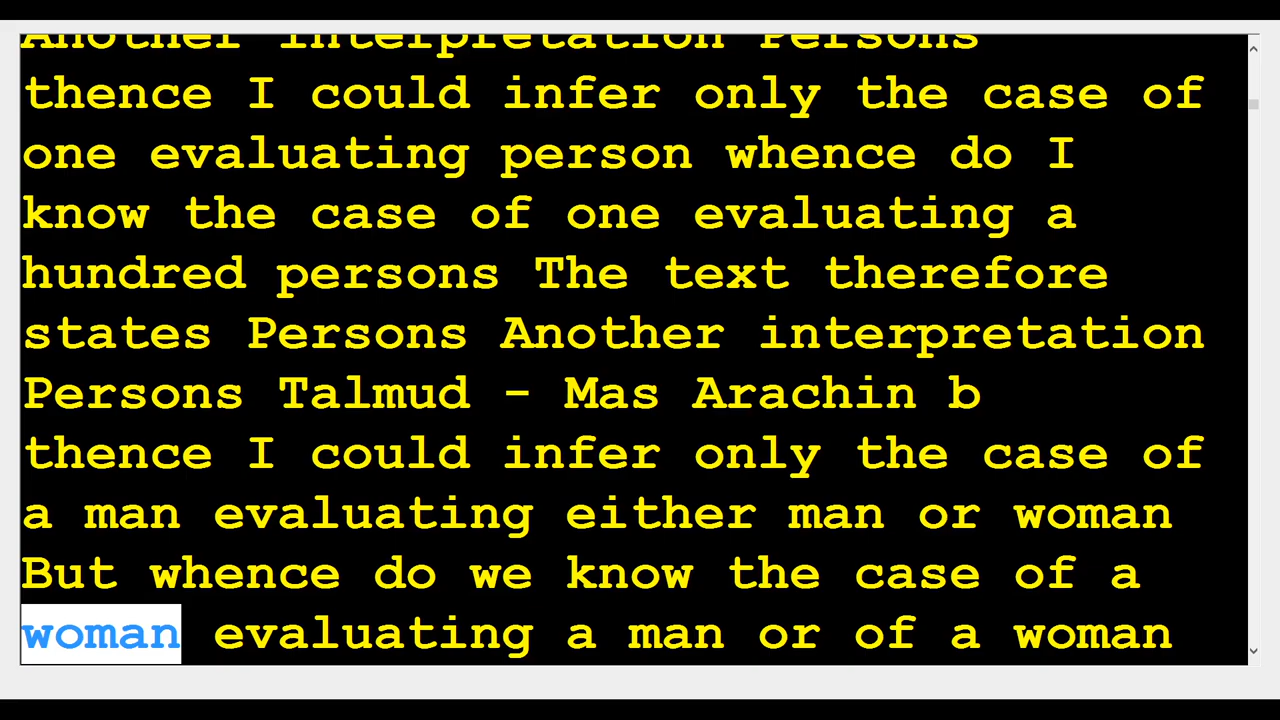 Another interpretation Persons
thence I could infer only the case of
one evaluating person whence do I
know the case of one evaluating a
hundred persons The text therefore
states Persons Another interpretation
Persons Talmud - Mas Arachin b
thence I could infer only the case of
a man evaluating either man or woman
But whence do we know the case of a
woman evaluating a man or of a woman